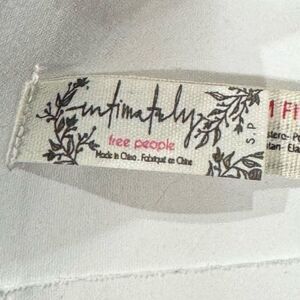 intimately
free people
Made in China . Fabriqué en Chine
S.P